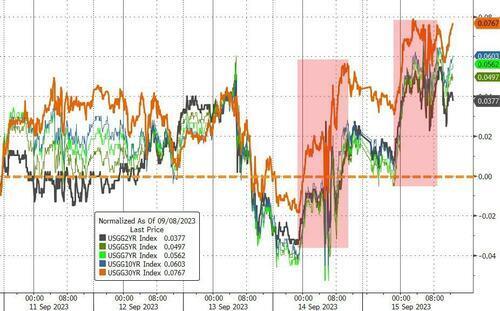 0.08
0.0767
0.0603
0.0562
0.0497
0.0377
0.02
0.00
-0.02
-0.04
Normalized As Of 09/08/2023
Last Price
USGG2YR Index 0.0377
USGG5YR Index 0.0497
USGG7YR Index 0.0562
USGG10YR Index 0.0603
USGG30YR Index 0.0767
00:00 08:00 00:00 08:00 00:00 08:00 00:00 08:00 00:00 08:00
11 Sep 2023 12 Sep 2023 13 Sep 2023 14 Sep 2023 15 Sep 2023